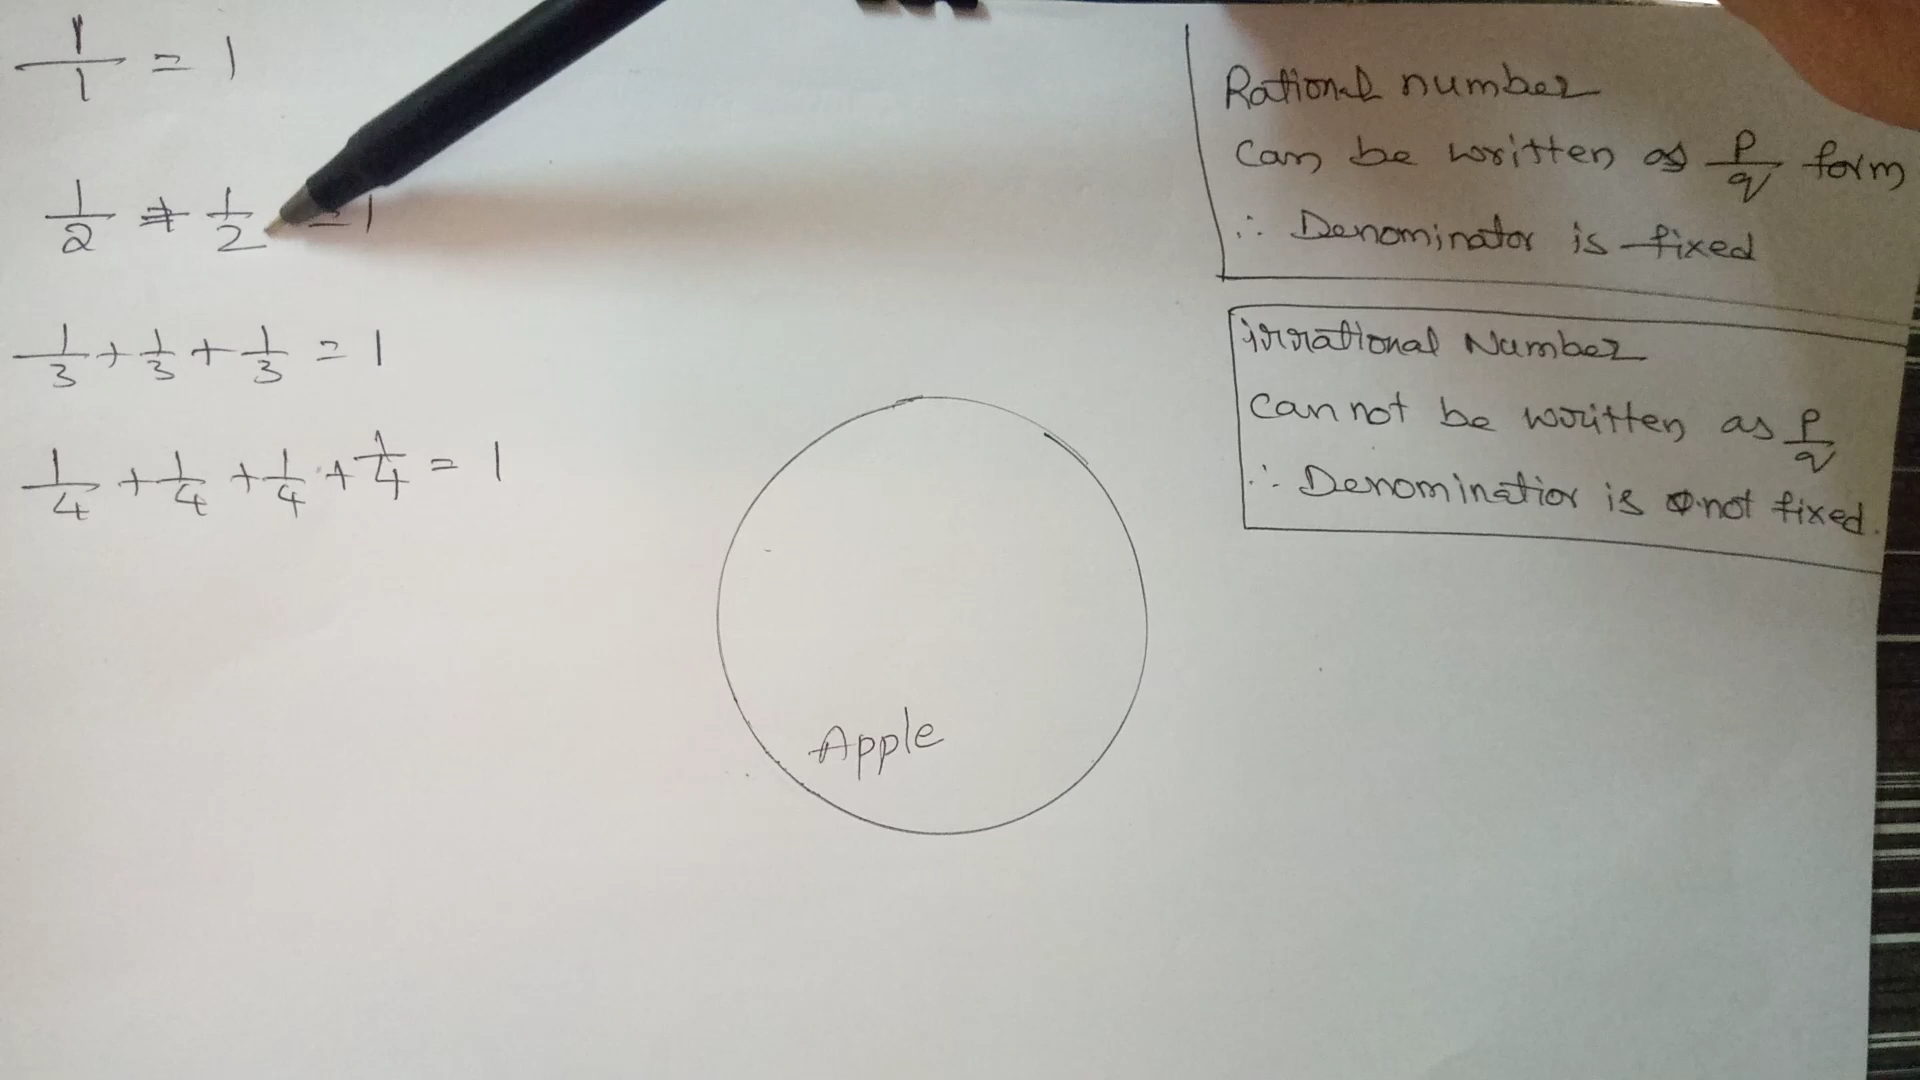 1/1 = 1
1/2 + 1/2 = 1
1/3 + 1/3 + 1/3 = 1
1/4 + 1/4 + 1/4 + 1/4 = 1
Apple
Rational number
Can be written as p/q form
∴ Denominator is fixed
irrational Number
Can not be written as p/q
∴ Denominatior is not fixed.